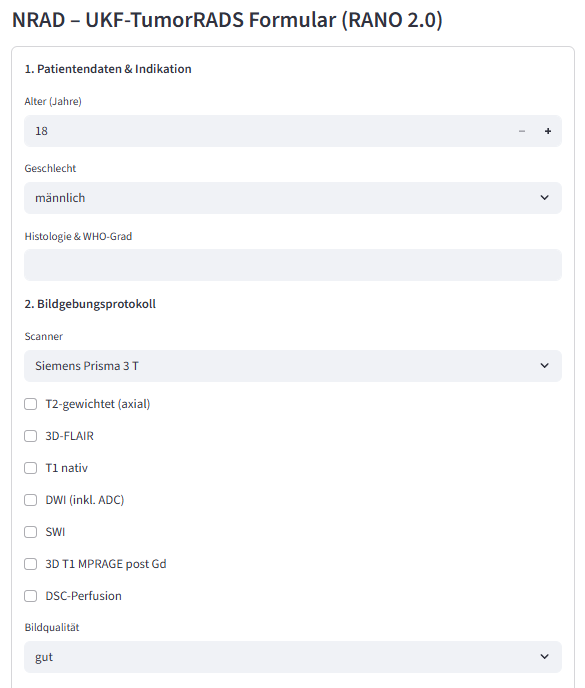 NRAD – UKF-TumorRADS Formular (RANO 2.0)
1. Patientendaten & Indikation
Alter (Jahre)
18 − +
Geschlecht
männlich
Histologie & WHO-Grad
2. Bildgebungsprotokoll
Scanner
Siemens Prisma 3 T
T2-gewichtet (axial)
3D-FLAIR
T1 nativ
DWI (inkl. ADC)
SWI
3D T1 MPRAGE post Gd
DSC-Perfusion
Bildqualität
gut